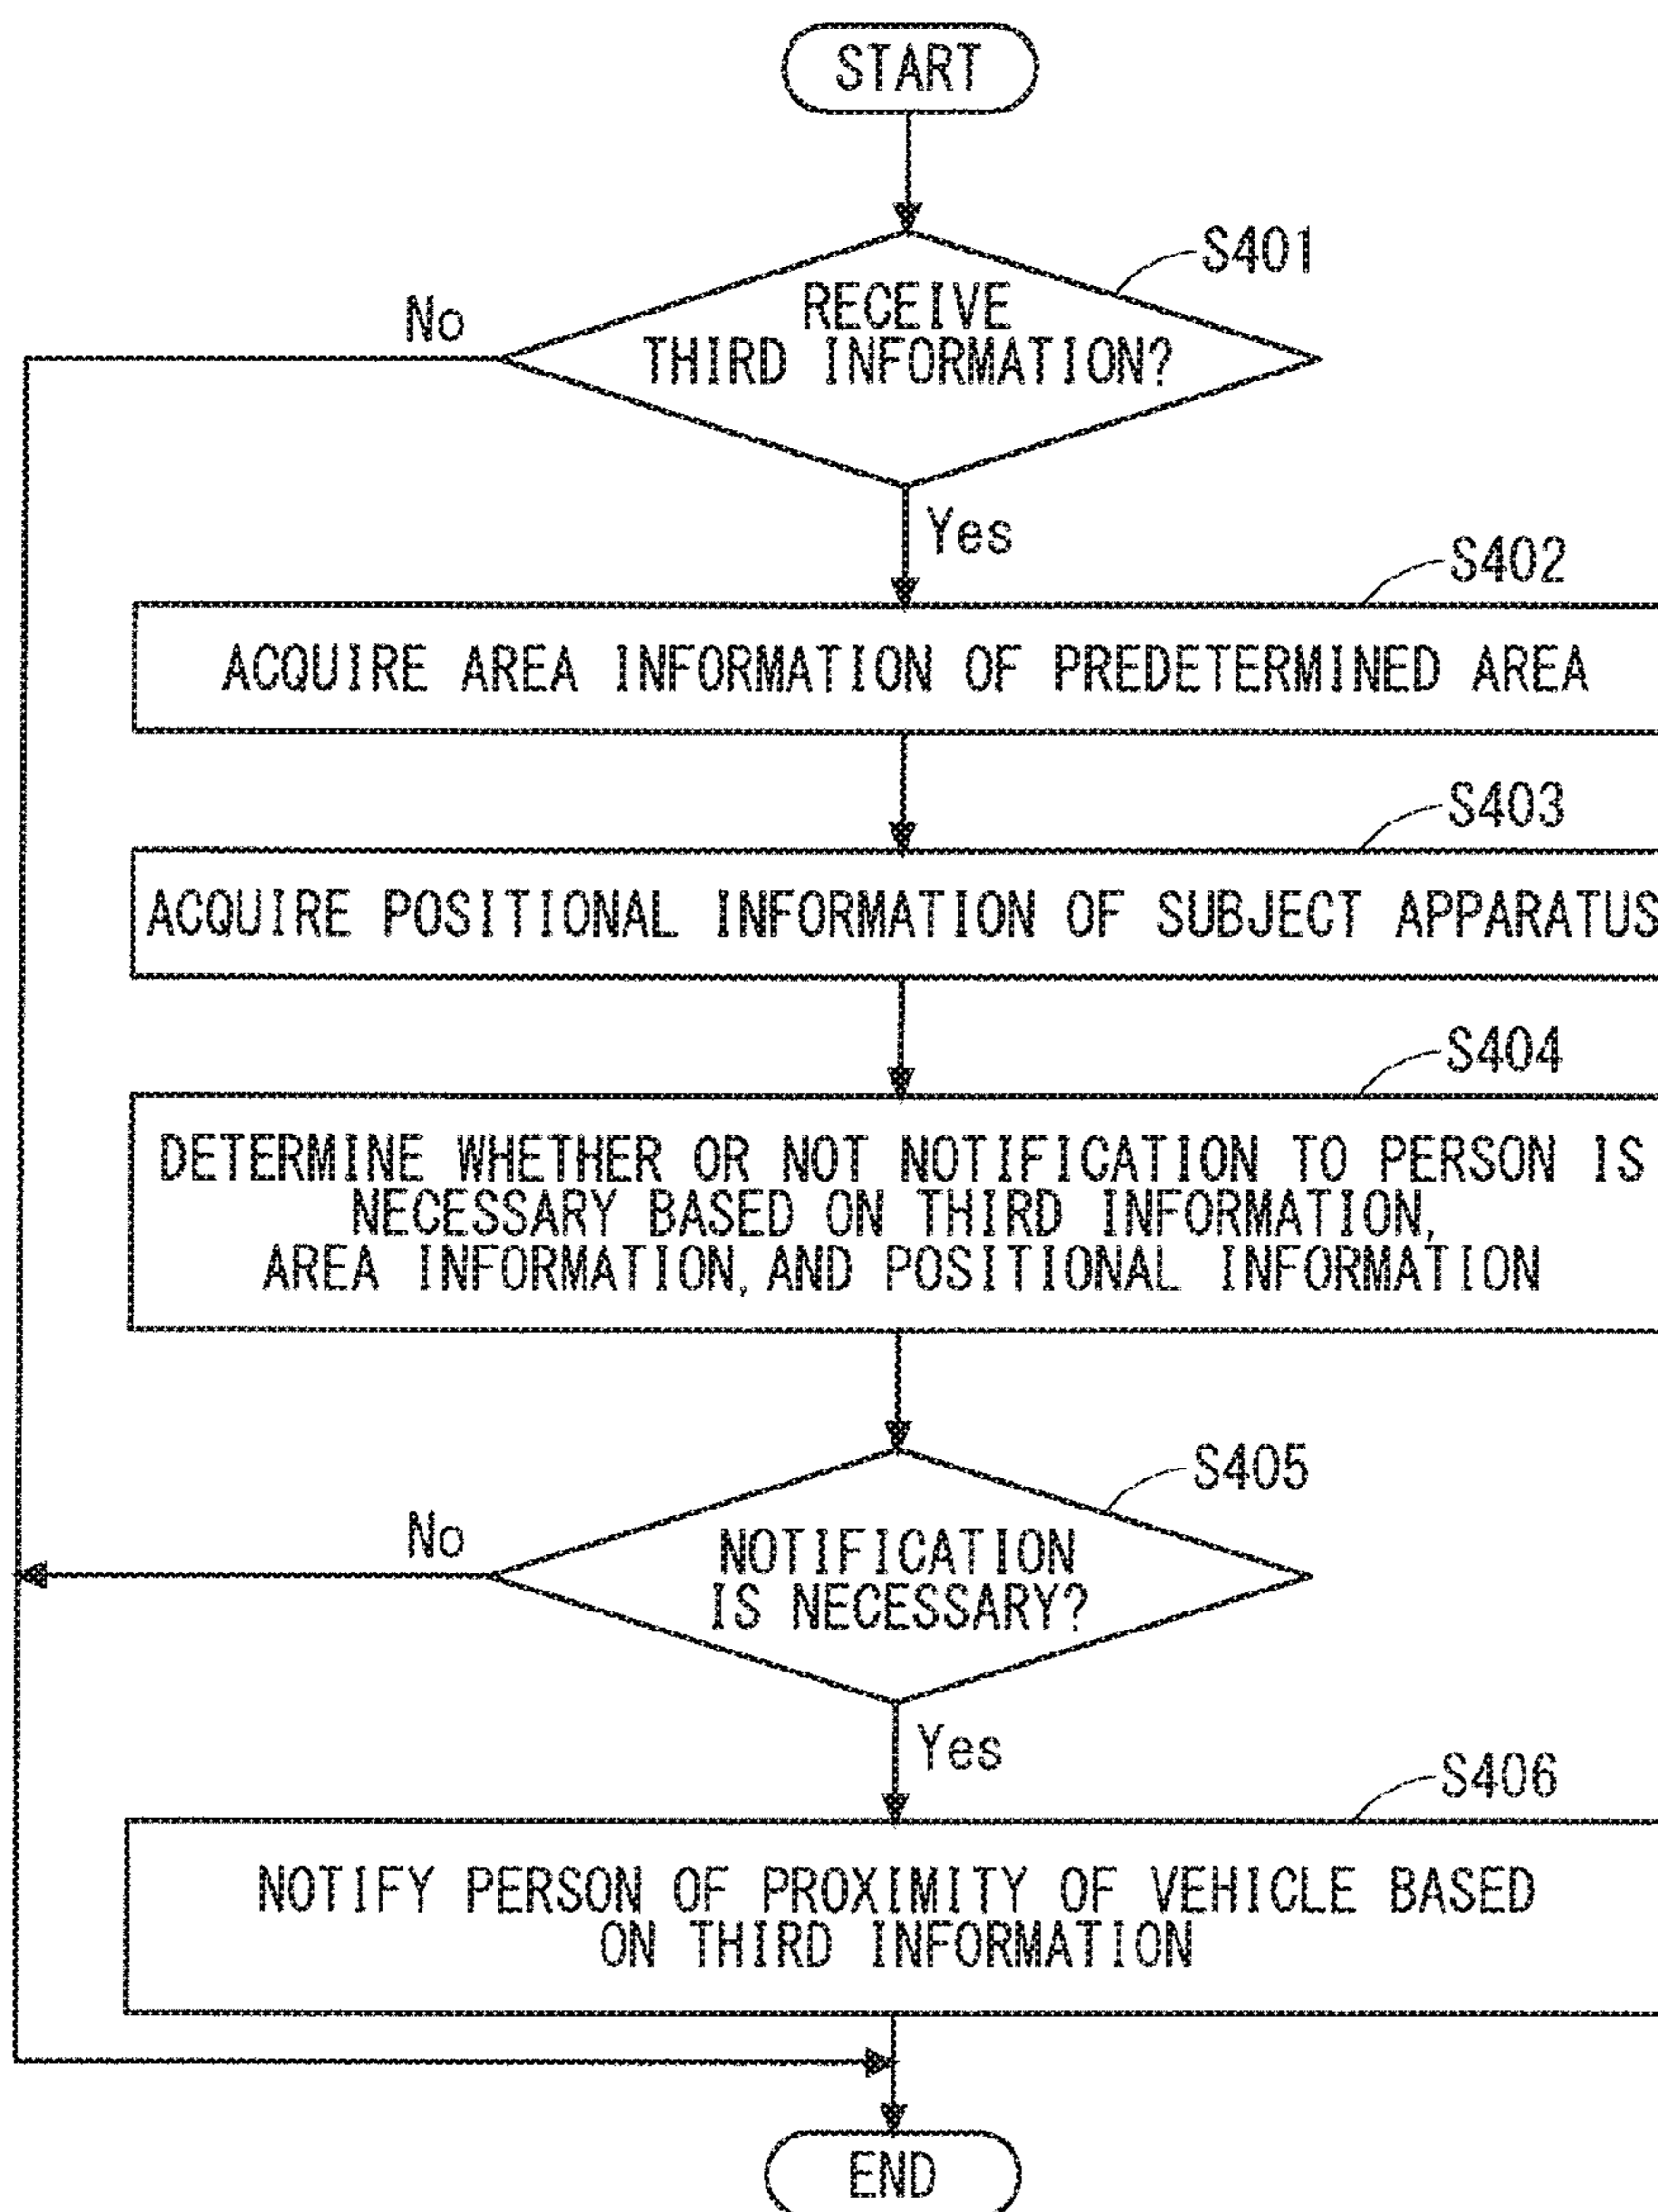 START
S401
No
RECEIVE
THIRD INFORMATION?
Yes
S402
ACQUIRE AREA INFORMATION OF PREDETERMINED AREA
S403
ACQUIRE POSITIONAL INFORMATION OF SUBJECT APPARATUS
S404
DETERMINE WHETHER OR NOT NOTIFICATION TO PERSON IS
NECESSARY BASED ON THIRD INFORMATION,
AREA INFORMATION, AND POSITIONAL INFORMATION
S405
No
NOTIFICATION
IS NECESSARY?
Yes
S406
NOTIFY PERSON OF PROXIMITY OF VEHICLE BASED
ON THIRD INFORMATION
END